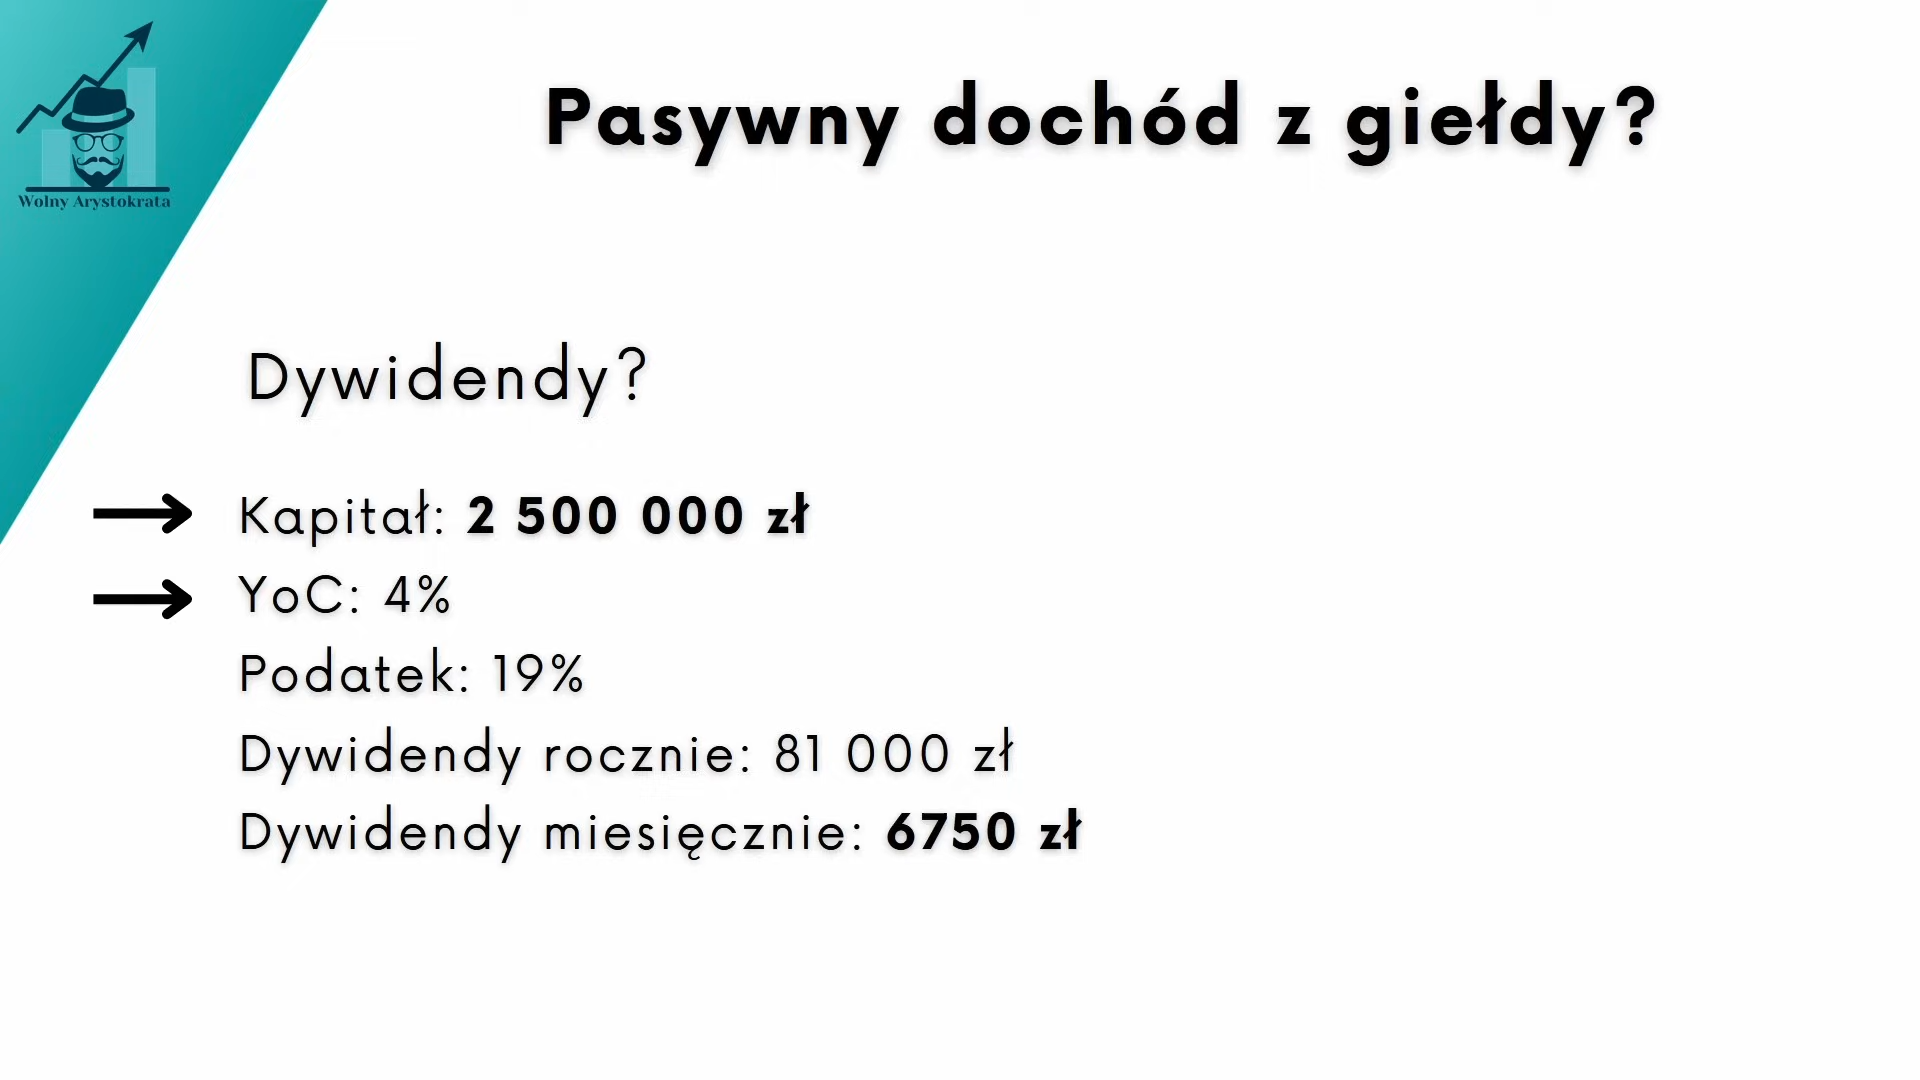 Wolny Arystokrata
Pasywny dochód z giełdy?
Dywidendy?
Kapitał: 2 500 000 zł
YoC: 4%
Podatek: 19%
Dywidendy rocznie: 81 000 zł
Dywidendy miesięcznie: 6750 zł